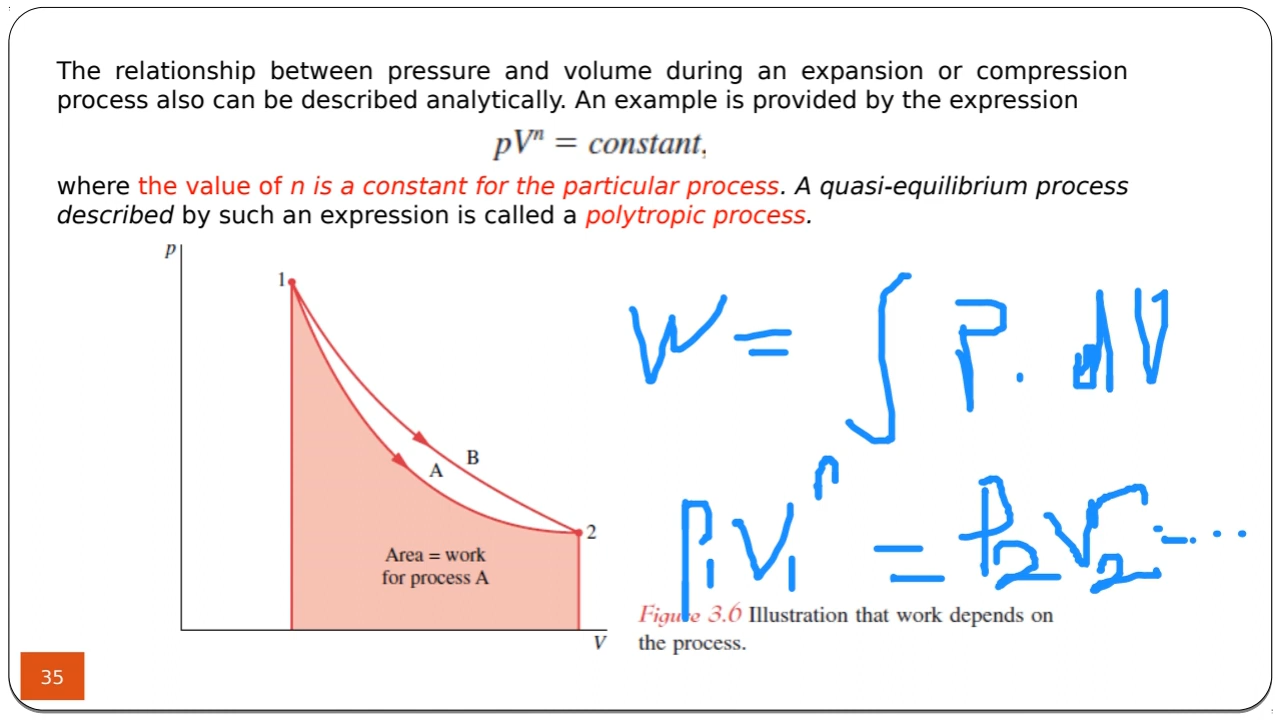 The relationship between pressure and volume during an expansion or compression
process also can be described analytically. An example is provided by the expression
pVⁿ = constant,
where the value of n is a constant for the particular process. A quasi-equilibrium process
described by such an expression is called a polytropic process.
p
1
A
B
2
Area = work
for process A
V
W = ∫ P. dV
P₁V₁ⁿ = P₂V₂ⁿ = ....
Figure 3.6 Illustration that work depends on
the process.
35